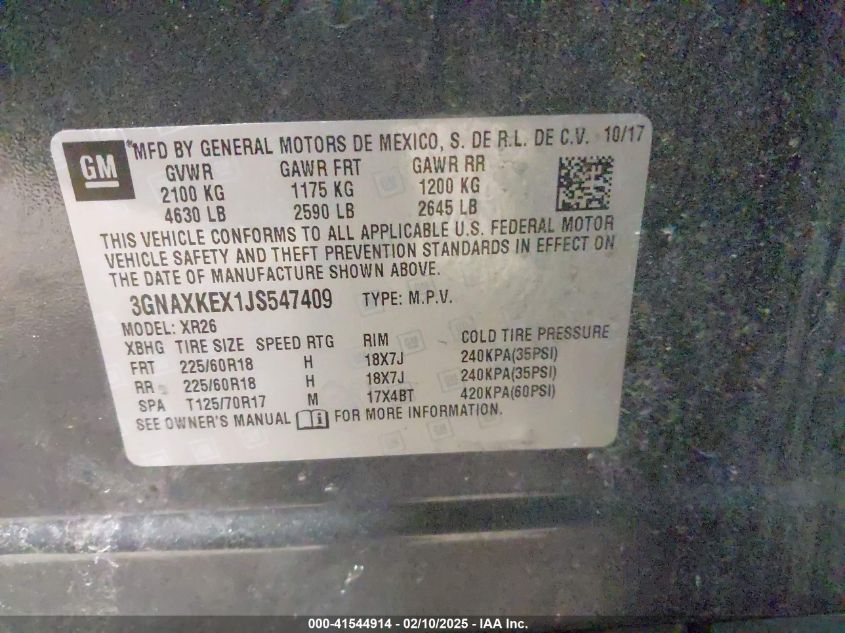 GM *MFD BY GENERAL MOTORS DE MEXICO, S. DE R.L. DE C.V. 10/17
GVWR GAWR FRT GAWR RR
2100 KG 1175 KG 1200 KG
4630 LB 2590 LB 2645 LB
THIS VEHICLE CONFORMS TO ALL APPLICABLE U.S. FEDERAL MOTOR
VEHICLE SAFETY AND THEFT PREVENTION STANDARDS IN EFFECT ON
THE DATE OF MANUFACTURE SHOWN ABOVE.
3GNAXKEX1JS547409 TYPE: M.P.V.
MODEL: XR26
XBHG TIRE SIZE SPEED RTG RIM COLD TIRE PRESSURE
FRT 225/60R18 H 18X7J 240KPA(35PSI)
RR 225/60R18 H 18X7J 240KPA(35PSI)
SPA T125/70R17 M 17X4BT 420KPA(60PSI)
SEE OWNER'S MANUAL FOR MORE INFORMATION.
000-41544914 - 02/10/2025 - IAA Inc.